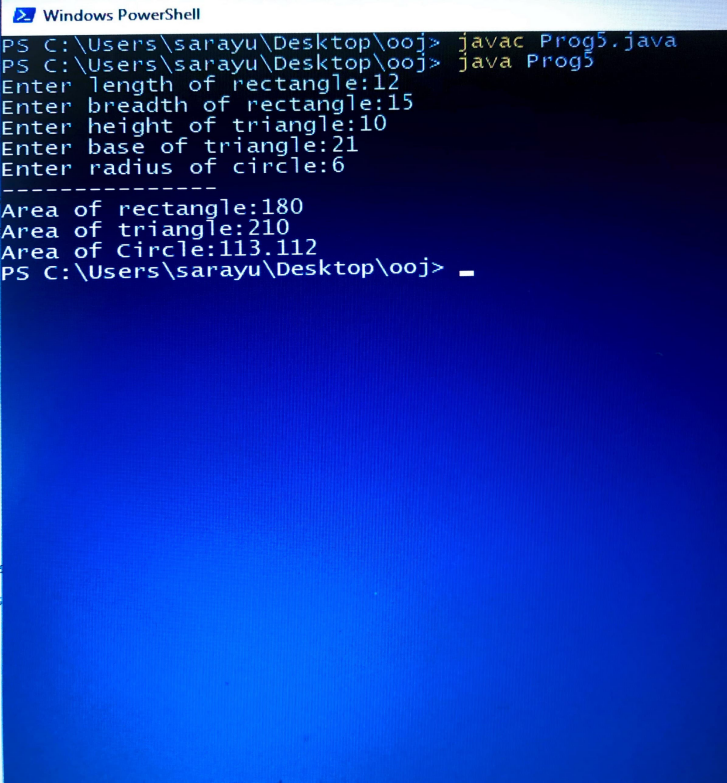 Windows PowerShell
PS C:\Users\sarayu\Desktop\ooj> javac Prog5.java
PS C:\Users\sarayu\Desktop\ooj> java Prog5
Enter length of rectangle:12
Enter breadth of rectangle:15
Enter height of triangle:10
Enter base of triangle:21
Enter radius of circle:6
---------------
Area of rectangle:180
Area of triangle:210
Area of Circle:113.112
PS C:\Users\sarayu\Desktop\ooj>